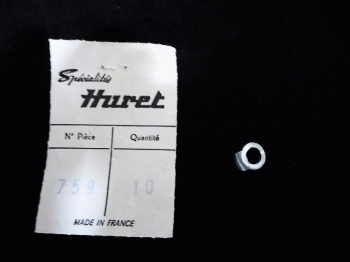 Spécialités
Huret
N° Pièce Quantité
759 10
MADE IN FRANCE